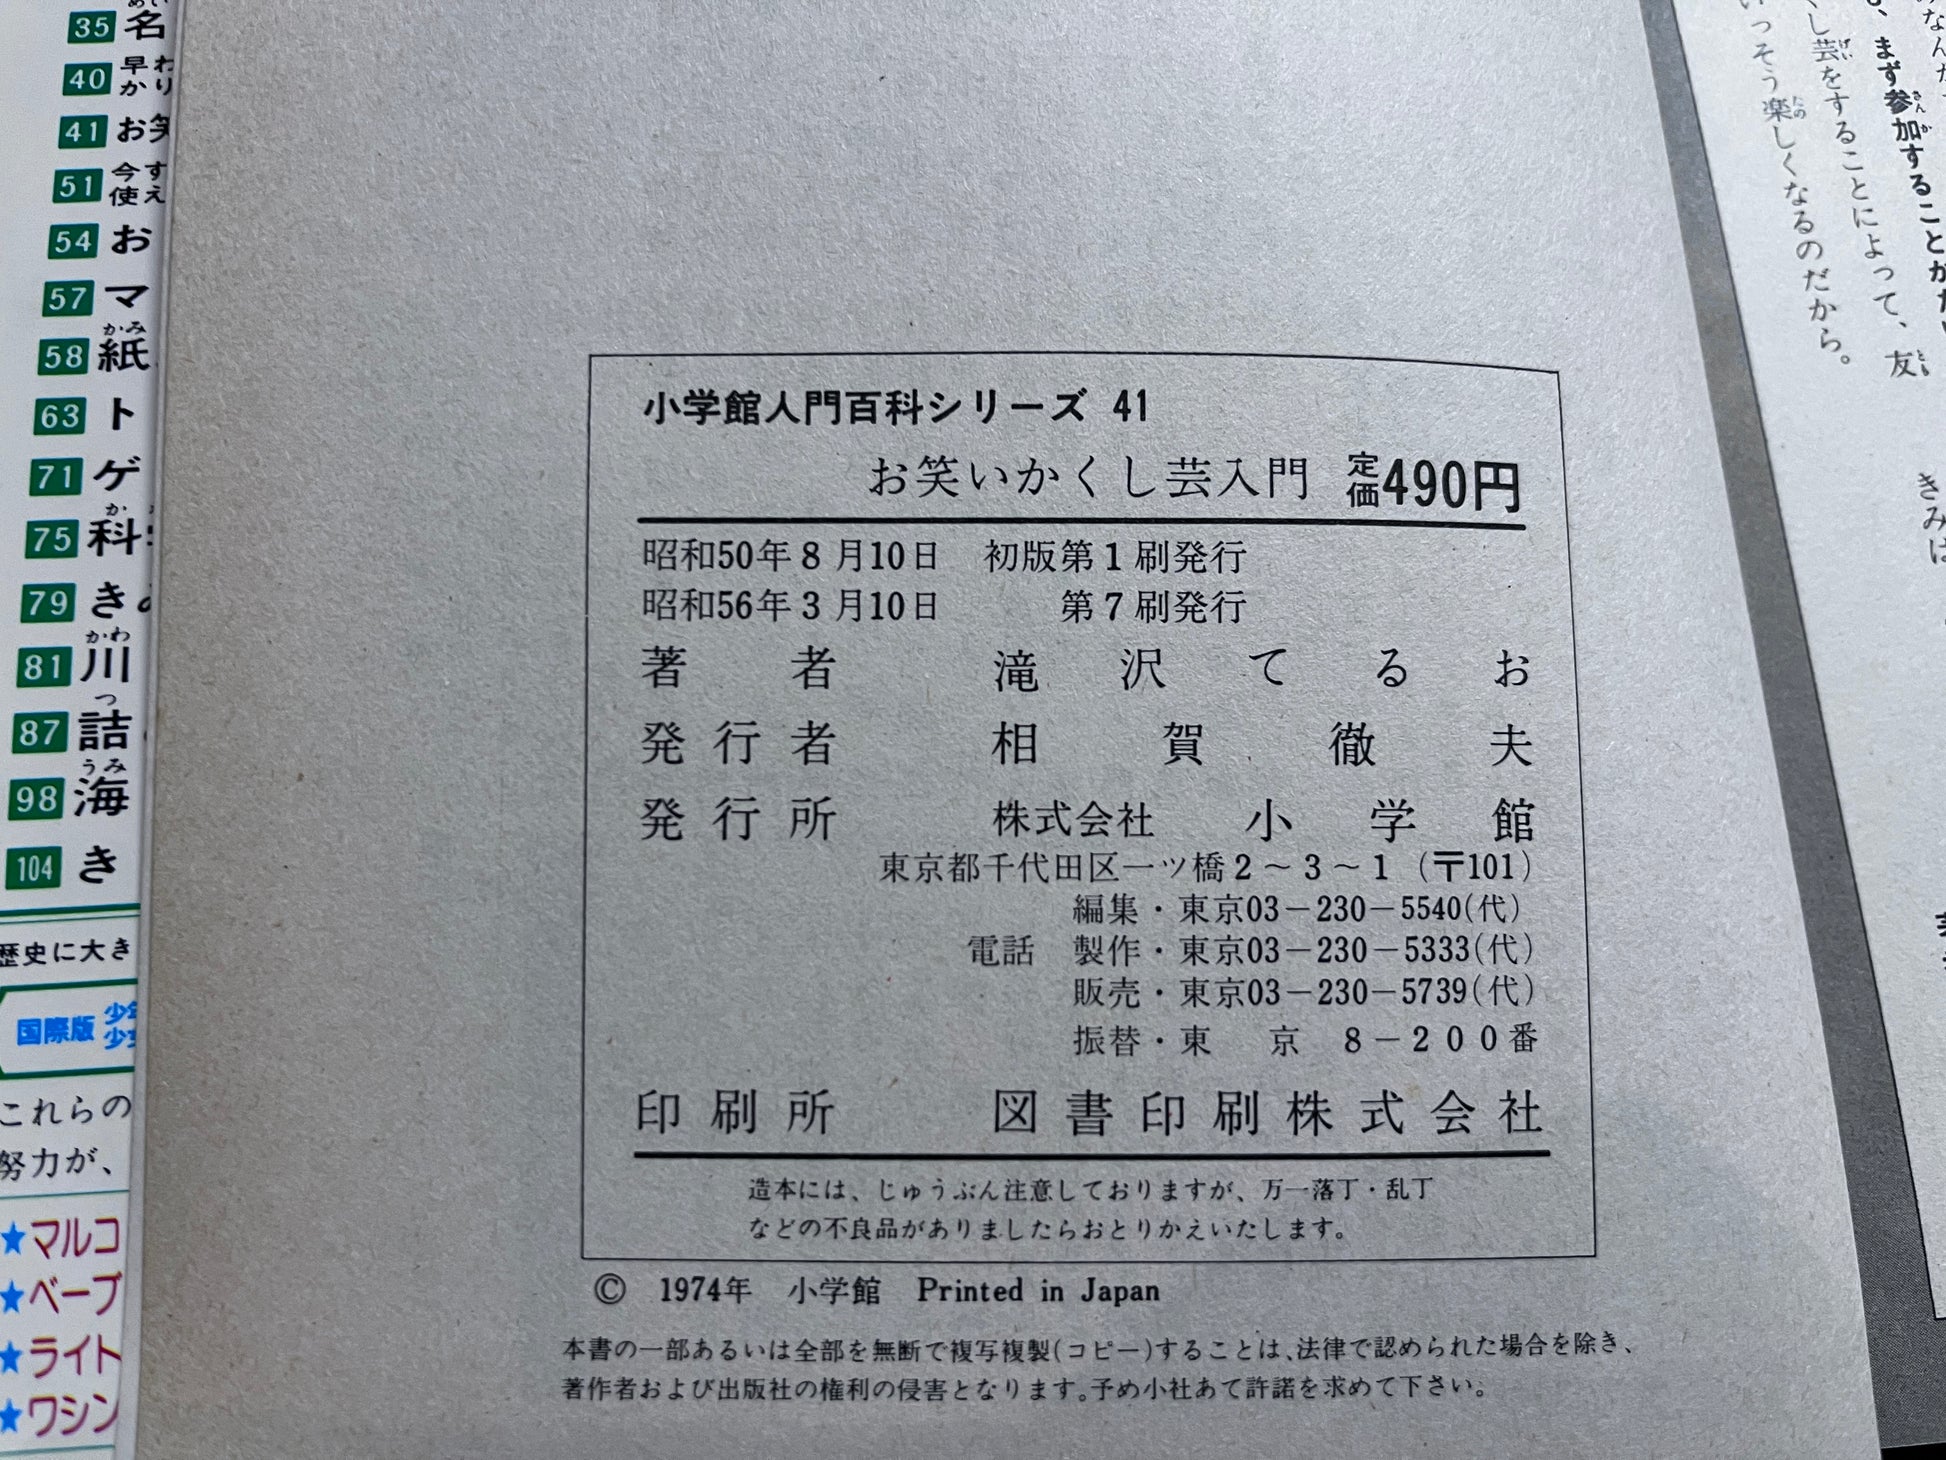 小学館入門百科シリーズ 41
お笑いかくし芸入門 定価490円
昭和50年8月10日 初版第1刷発行
昭和56年3月10日 第7刷発行
著者 滝沢てるお
発行者 相賀徹夫
発行所 株式会社 小学館
東京都千代田区一ツ橋2～3～1(〒101)
編集・東京03－230－5540(代)
電話 製作・東京03－230－5333(代)
販売・東京03－230－5739(代)
振替・東京 8－200番
印刷所 図書印刷株式会社
造本には、じゅうぶん注意しておりますが、万一落丁・乱丁
などの不良品がありましたらおとりかえいたします。
© 1974年 小学館 Printed in Japan
本書の一部あるいは全部を無断で複写複製(コピー)することは、法律で認められた場合を除き、
著作者および出版社の権利の侵害となります。予め小社あて許諾を求めて下さい。
35 名
40 早わかり
41 お笑
51 今す使え
54 お
57 マ
58 紙
63 ト
71 ゲ
75 科
79 き
81 川
87 詰
98 海
104 き
歴史に大き
国際版 少年少女
これらの
努力が、
★マルコ
★ベーブ
★ライト
★ワシン
まず参加することが
し芸をすることによって、友
いっそう楽しくなるのだから。
きみは